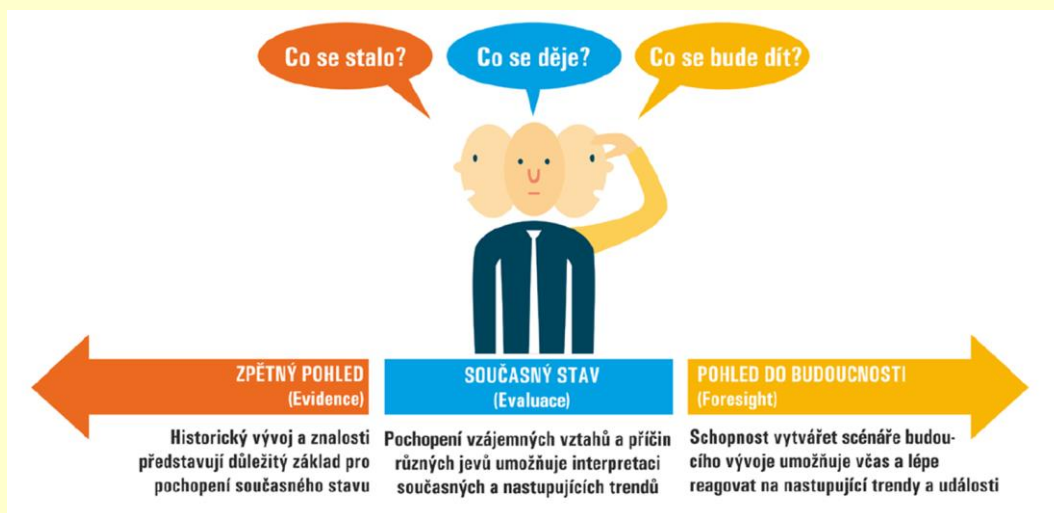 Co se stalo?
Co se děje?
Co se bude dít?
ZPĚTNÝ POHLED
(Evidence)
Historický vývoj a znalosti
představují důležitý základ pro
pochopení současného stavu
SOUČASNÝ STAV
(Evaluace)
Pochopení vzájemných vztahů a příčin
různých jevů umožňuje interpretaci
současných a nastupujících trendů
POHLED DO BUDOUCNOSTI
(Foresight)
Schopnost vytvářet scénáře budou-
cího vývoje umožňuje včas a lépe
reagovat na nastupující trendy a události